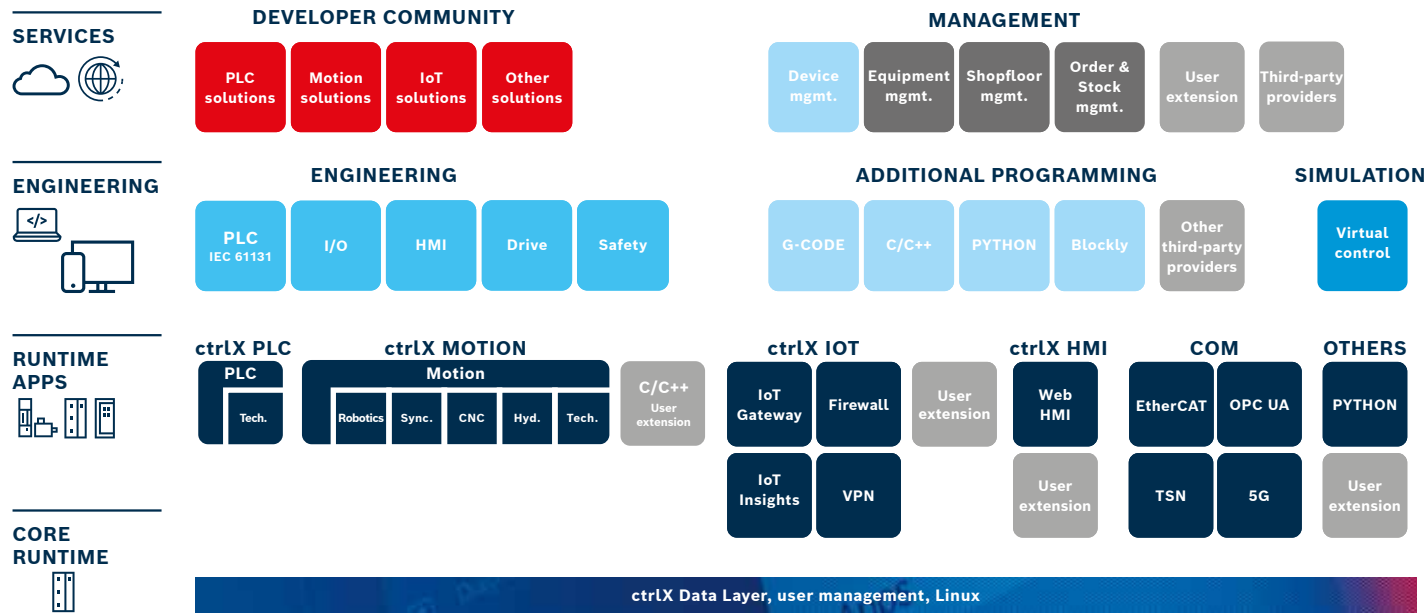 SERVICES
DEVELOPER COMMUNITY
PLC
solutions
Motion
solutions
IoT
solutions
Other
solutions
MANAGEMENT
Device
mgmt.
Equipment
mgmt.
Shopfloor
mgmt.
Order &
Stock
mgmt.
User
extension
Third-party
providers
ENGINEERING
</>
ENGINEERING
PLC
IEC 61131
I/O
HMI
Drive
Safety
ADDITIONAL PROGRAMMING
G-CODE
C/C++
PYTHON
Blockly
Other
third-party
providers
SIMULATION
Virtual
control
RUNTIME
APPS
ctrlX PLC
PLC
Tech.
ctrlX MOTION
Motion
Robotics
Sync.
CNC
Hyd.
Tech.
C/C++
User
extension
ctrlX IOT
IoT
Gateway
Firewall
User
extension
IoT
Insights
VPN
ctrlX HMI
Web
HMI
User
extension
COM
EtherCAT
OPC UA
TSN
5G
OTHERS
PYTHON
User
extension
CORE
RUNTIME
ctrlX Data Layer, user management, Linux